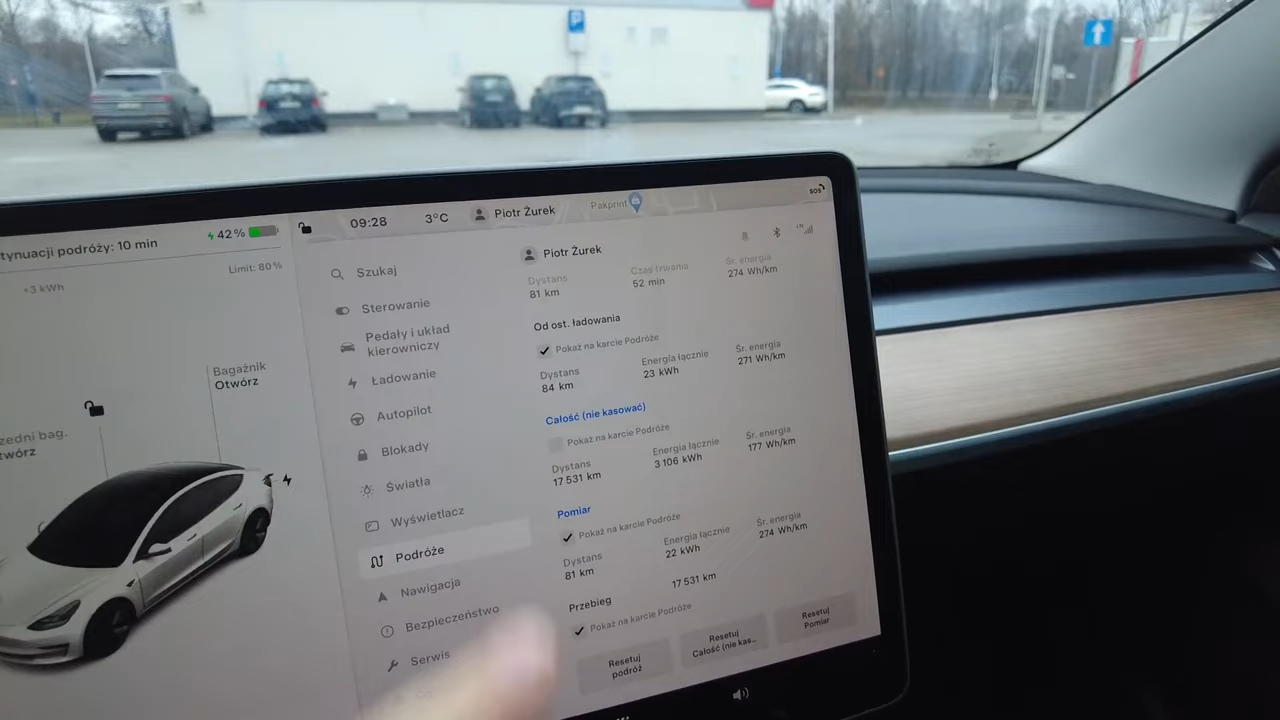 tynuacji podróży: 10 min
42%
Limit: 80%
+3 kWh
Bagażnik
Otwórz
zedni bag.
twórz
09:28
3°C
Piotr Żurek
Pakprint
SOS
P
Szukaj
Sterowanie
Pedały i układ
kierowniczy
Ładowanie
Autopilot
Blokady
Światła
Wyświetlacz
Podróże
Nawigacja
Bezpieczeństwo
Serwis
Piotr Żurek
LTE
Dystans
81 km
Czas trwania
52 min
Śr. energia
274 Wh/km
Od ost. ładowania
Pokaż na karcie Podróże
Dystans
84 km
Energia łącznie
23 kWh
Śr. energia
271 Wh/km
Całość (nie kasować)
Pokaż na karcie Podróże
Dystans
17 531 km
Energia łącznie
3 106 kWh
Śr. energia
177 Wh/km
Pomiar
Pokaż na karcie Podróże
Dystans
81 km
Energia łącznie
22 kWh
Śr. energia
274 Wh/km
Przebieg
17 531 km
Pokaż na karcie Podróże
Resetuj
podróż
Resetuj
Całość (nie kas...
Resetuj
Pomiar